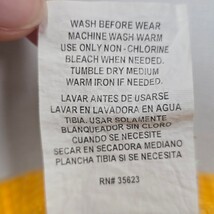 WASH BEFORE WEAR
MACHINE WASH WARM
USE ONLY NON-CHLORINE
BLEACH WHEN NEEDED.
TUMBLE DRY MEDIUM
WARM IRON IF NEEDED.
LAVAR ANTES DE USARSE
LAVAR EN LAVADORA EN AGUA
TIBIA. USAR SOLAMENTE
BLANQUEADOR SIN CLORO
CUANDO SE NECESITE
SECAR EN SECADORA MEDIANO
PLANCHA TIBIA SI SE NECESITE
RN# 35623